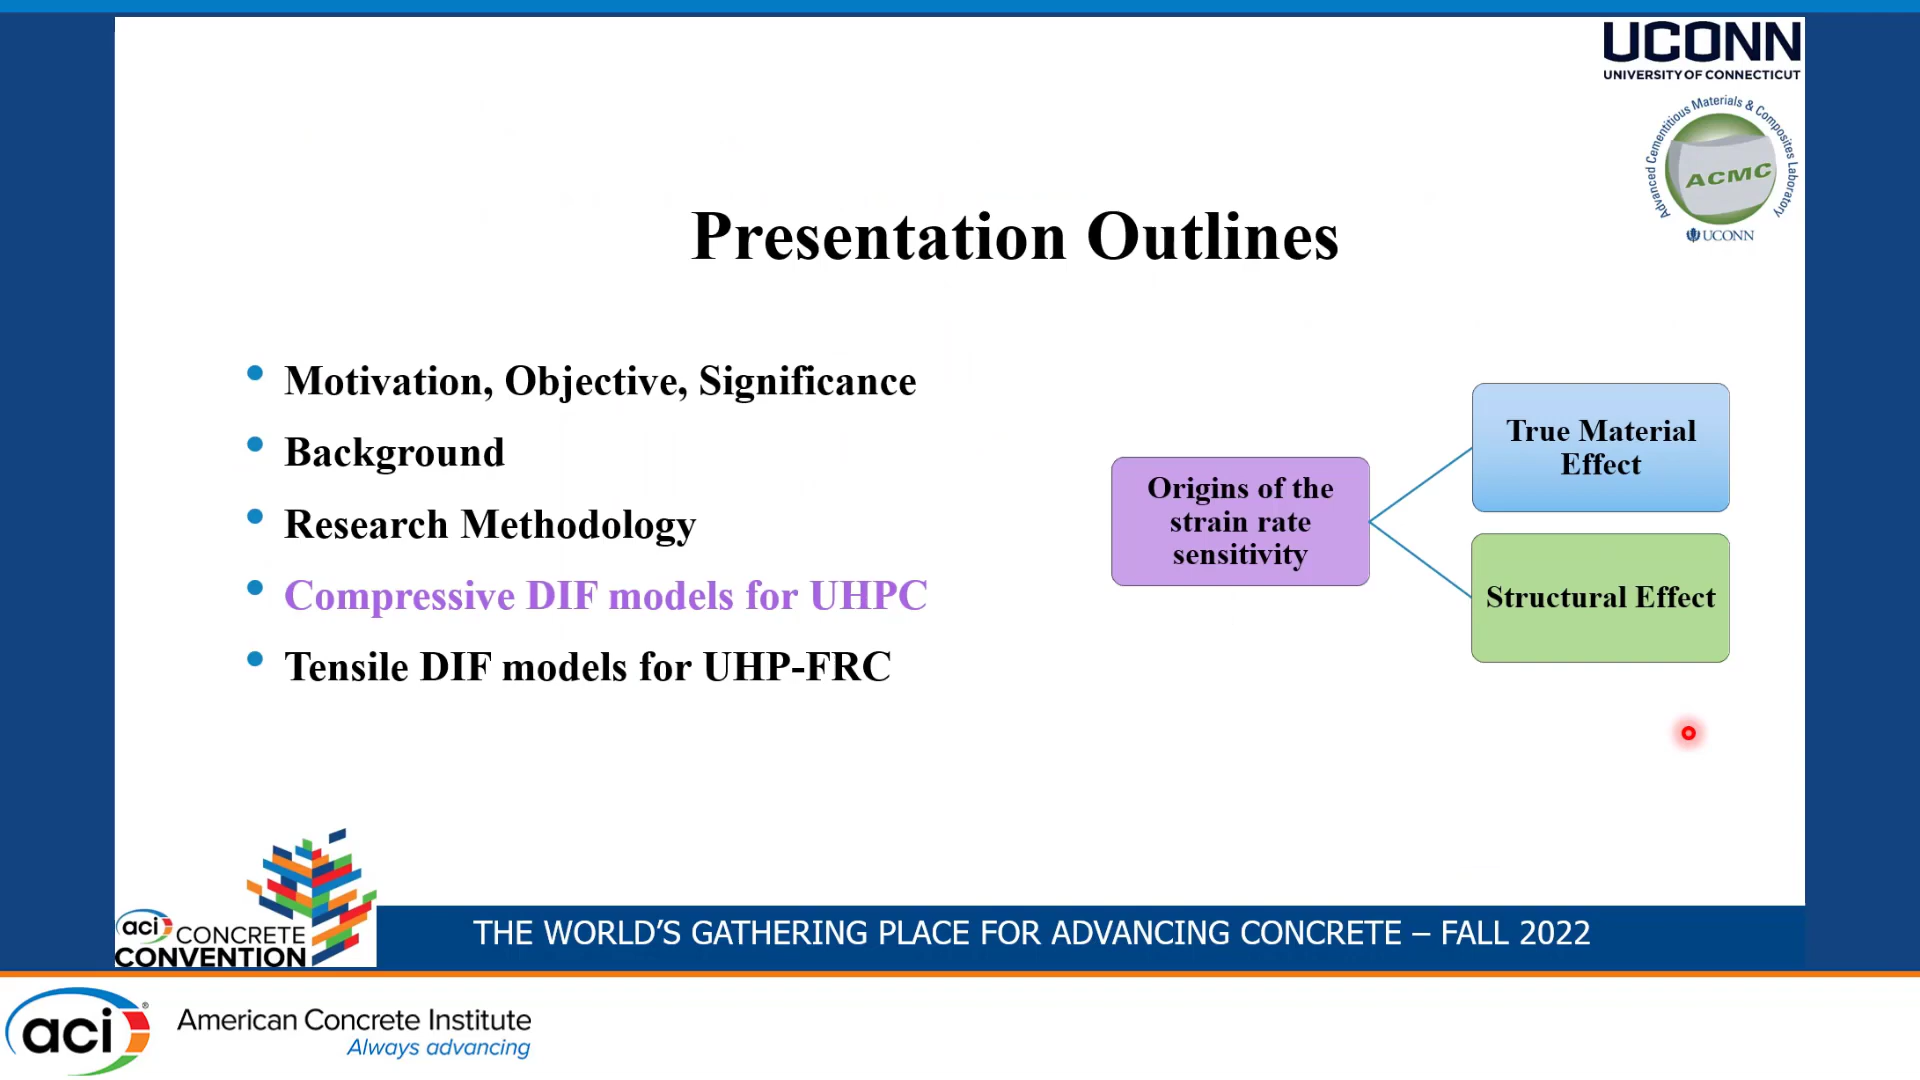 UCONN
UNIVERSITY OF CONNECTICUT
Advanced Cementitious Materials & Composites Laboratory
ACMC
UCONN
Presentation Outlines
• Motivation, Objective, Significance
• Background
• Research Methodology
• Compressive DIF models for UHPC
• Tensile DIF models for UHP-FRC
Origins of the
strain rate
sensitivity
True Material
Effect
Structural Effect
aci CONCRETE
CONVENTION
THE WORLD’S GATHERING PLACE FOR ADVANCING CONCRETE – FALL 2022
aci®
American Concrete Institute
Always advancing